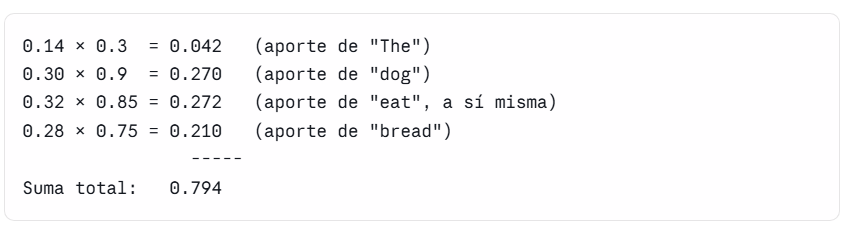 0.14 × 0.3  = 0.042   (aporte de "The")
0.30 × 0.9  = 0.270   (aporte de "dog")
0.32 × 0.85 = 0.272   (aporte de "eat", a sí misma)
0.28 × 0.75 = 0.210   (aporte de "bread")
-----
Suma total:   0.794